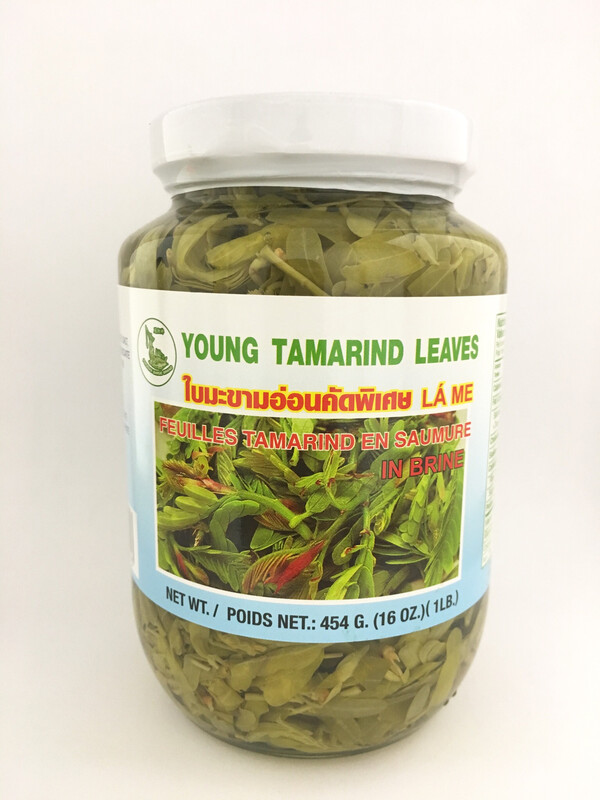 YOUNG TAMARIND LEAVES
ใบมะขามอ่อนคัดพิเศษ LÁ ME
FEUILLES TAMARIND EN SAUMURE
IN BRINE
NET WT. / POIDS NET.: 454 G. (16 OZ.)(1LB.)